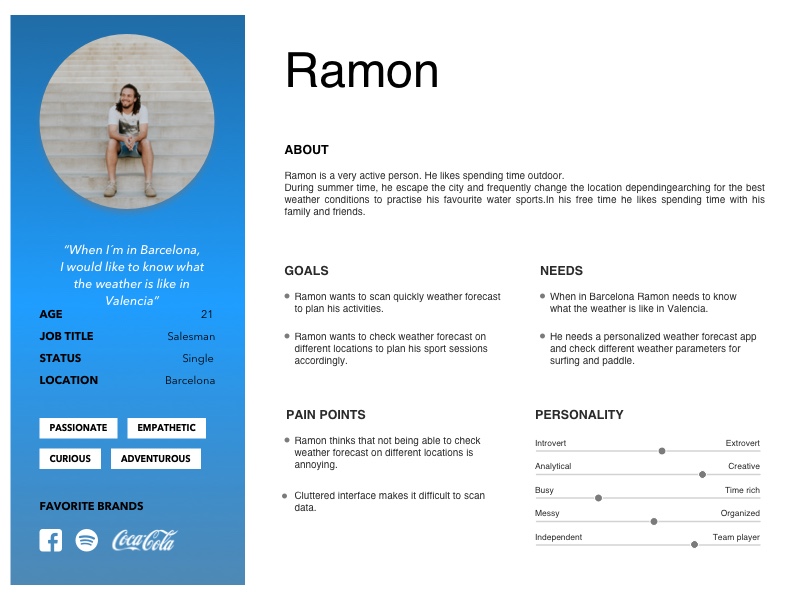 Ramon
“When I´m in Barcelona,
I would like to know what
the weather is like in
Valencia”
AGE 21
JOB TITLE Salesman
STATUS Single
LOCATION Barcelona
PASSIONATE EMPATHETIC
CURIOUS ADVENTUROUS
FAVORITE BRANDS
Coca-Cola
ABOUT
Ramon is a very active person. He likes spending time outdoor.
During summer time, he escape the city and frequently change the location dependingearching for the best
weather conditions to practise his favourite water sports.In his free time he likes spending time with his
family and friends.
GOALS
Ramon wants to scan quickly weather forecast
to plan his activities.
Ramon wants to check weather forecast on
different locations to plan his sport sessions
accordingly.
NEEDS
When in Barcelona Ramon needs to know
what the weather is like in Valencia.
He needs a personalized weather forecast app
and check different weather parameters for
surfing and paddle.
PAIN POINTS
Ramon thinks that not being able to check
weather forecast on different locations is
annoying.
Cluttered interface makes it difficult to scan
data.
PERSONALITY
Introvert Extrovert
Analytical Creative
Busy Time rich
Messy Organized
Independent Team player